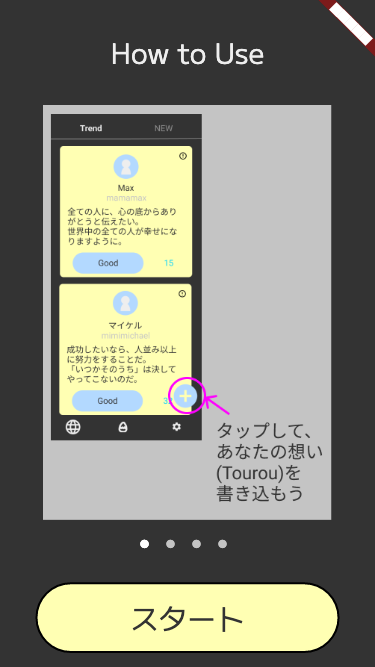 How to Use
Trend NEW
Max
mamamax
全ての人に、心の底からあり
がとうと伝えたい。
世界中の全ての人が幸せにな
りますように。
Good 15
マイケル
mimimichael
成功したいなら、人並み以上
に努力をすることだ。
「いつかそのうち」は決して
やってこないのだ。
Good
タップして、
あなたの想い
(Tourou)を
書き込もう
スタート